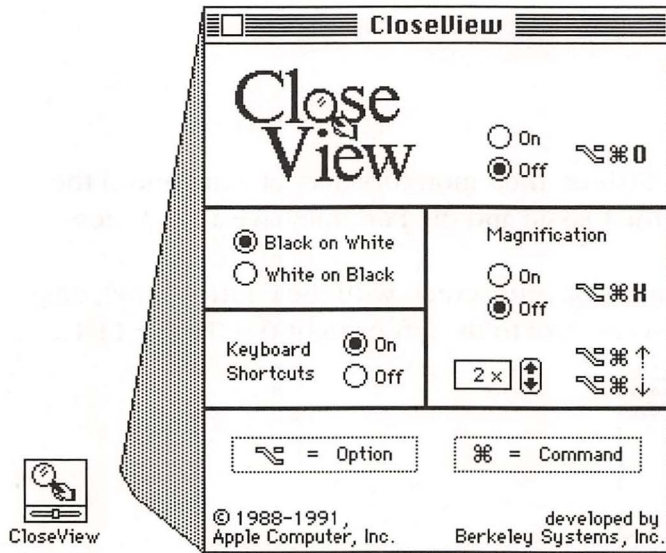 CloseView
Close
View
On
Off
⌥⌘O
Black on White
White on Black
Keyboard
Shortcuts
On
Off
Magnification
On
Off
⌥⌘X
2 x
⌥⌘↑
⌥⌘↓
⌥ = Option
⌘ = Command
© 1988-1991,
Apple Computer, Inc.
developed by
Berkeley Systems, Inc.
CloseView